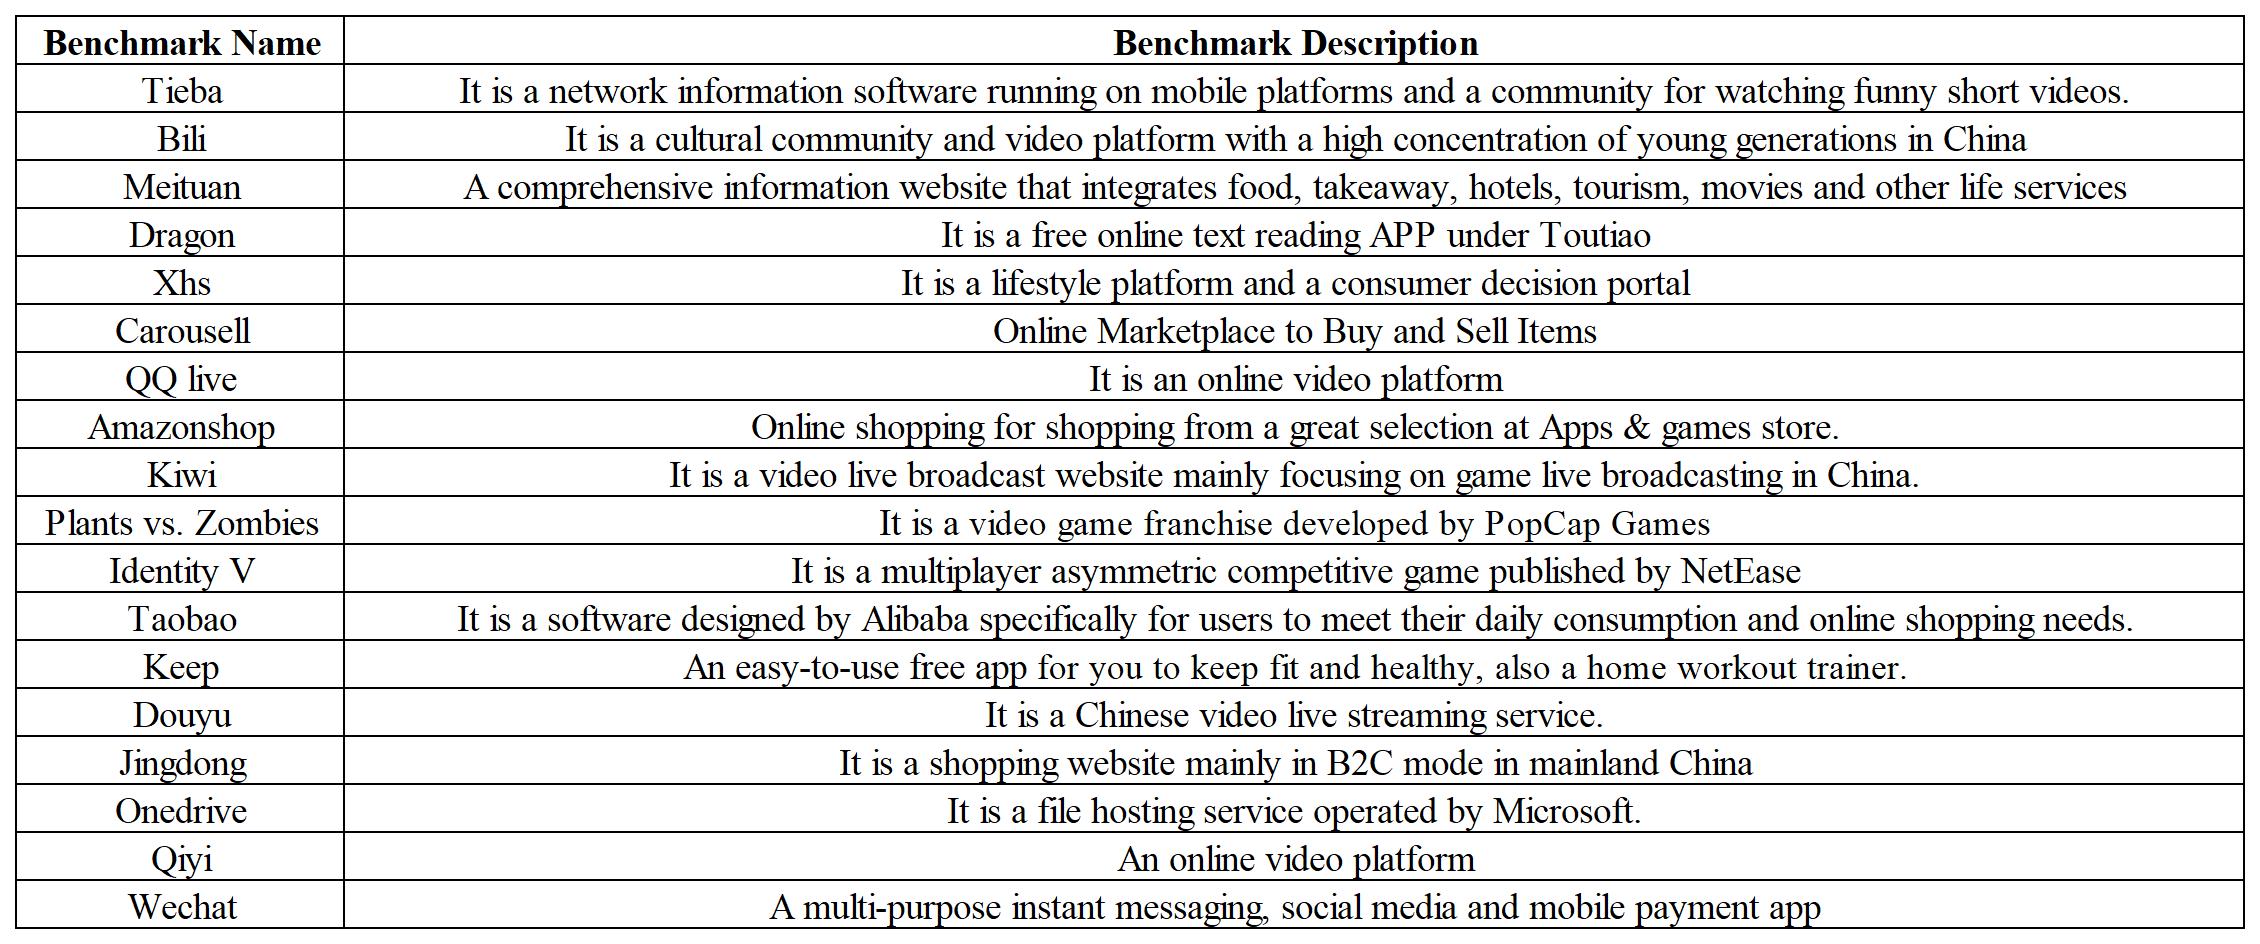 Benchmark Name Benchmark Description
Tieba It is a network information software running on mobile platforms and a community for watching funny short videos.
Bili It is a cultural community and video platform with a high concentration of young generations in China
Meituan A comprehensive information website that integrates food, takeaway, hotels, tourism, movies and other life services
Dragon It is a free online text reading APP under Toutiao
Xhs It is a lifestyle platform and a consumer decision portal
Carousell Online Marketplace to Buy and Sell Items
QQ live It is an online video platform
Amazonshop Online shopping for shopping from a great selection at Apps & games store.
Kiwi It is a video live broadcast website mainly focusing on game live broadcasting in China.
Plants vs. Zombies It is a video game franchise developed by PopCap Games
Identity V It is a multiplayer asymmetric competitive game published by NetEase
Taobao It is a software designed by Alibaba specifically for users to meet their daily consumption and online shopping needs.
Keep An easy-to-use free app for you to keep fit and healthy, also a home workout trainer.
Douyu It is a Chinese video live streaming service.
Jingdong It is a shopping website mainly in B2C mode in mainland China
Onedrive It is a file hosting service operated by Microsoft.
Qiyi An online video platform
Wechat A multi-purpose instant messaging, social media and mobile payment app